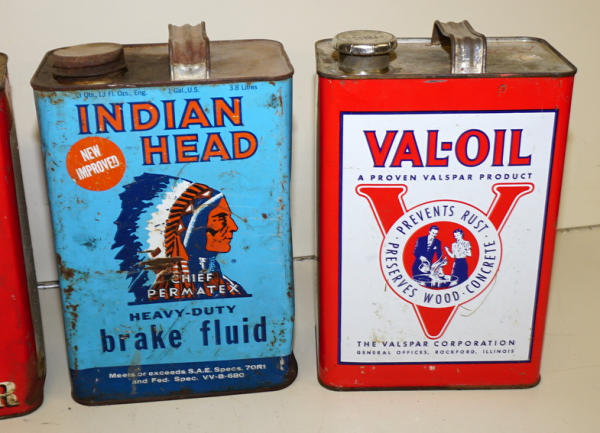 3 Qts., 1.3 Fl. Ozs., Eng. 1 Gal., U.S. 3.8 Litres
INDIAN
HEAD
NEW
IMPROVED
CHIEF
PERMATEX
HEAVY-DUTY
brake fluid
Meets or exceeds S.A.E. Specs. 70R1
and Fed. Spec. VV-B-680
VAL-OIL
A PROVEN VALSPAR PRODUCT
V
PREVENTS RUST
PRESERVES WOOD · CONCRETE
THE VALSPAR CORPORATION
GENERAL OFFICES, ROCKFORD, ILLINOIS
R